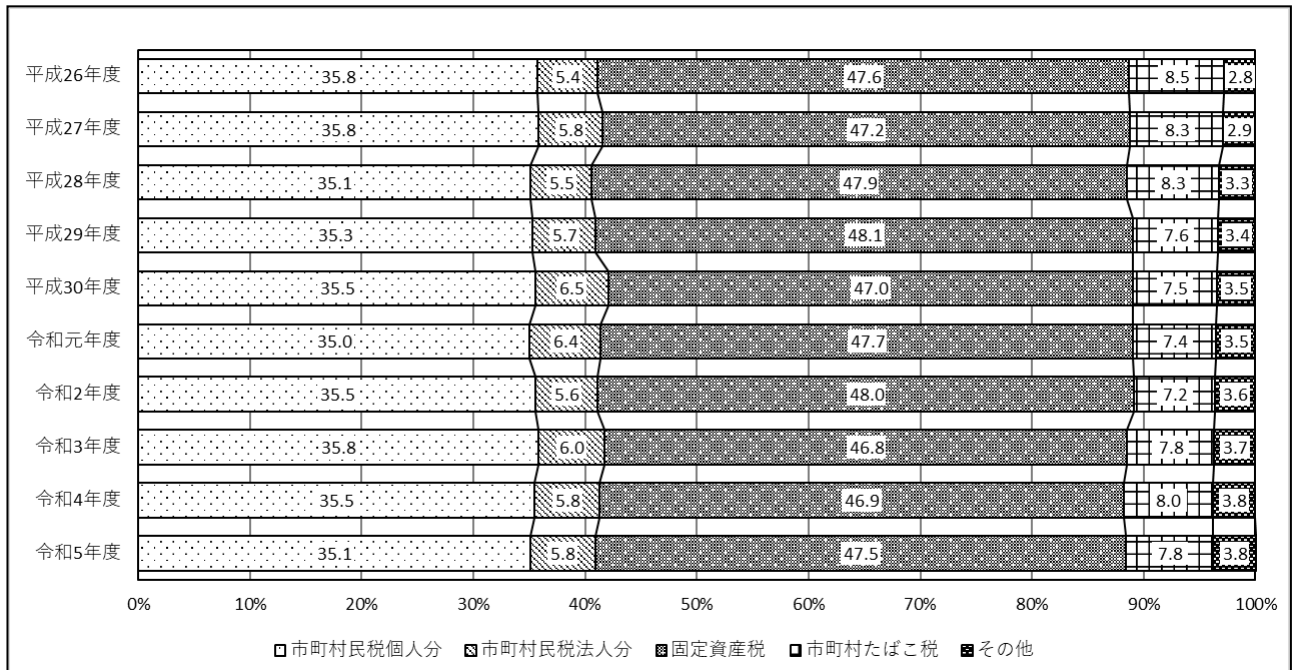 平成26年度 35.8 5.4 47.6 8.5 2.8
平成27年度 35.8 5.8 47.2 8.3 2.9
平成28年度 35.1 5.5 47.9 8.3 3.3
平成29年度 35.3 5.7 48.1 7.6 3.4
平成30年度 35.5 6.5 47.0 7.5 3.5
令和元年度 35.0 6.4 47.7 7.4 3.5
令和2年度 35.5 5.6 48.0 7.2 3.6
令和3年度 35.8 6.0 46.8 7.8 3.7
令和4年度 35.5 5.8 46.9 8.0 3.8
令和5年度 35.1 5.8 47.5 7.8 3.8
0% 10% 20% 30% 40% 50% 60% 70% 80% 90% 100%
市町村民税個人分 市町村民税法人分 固定資産税 市町村たばこ税 その他